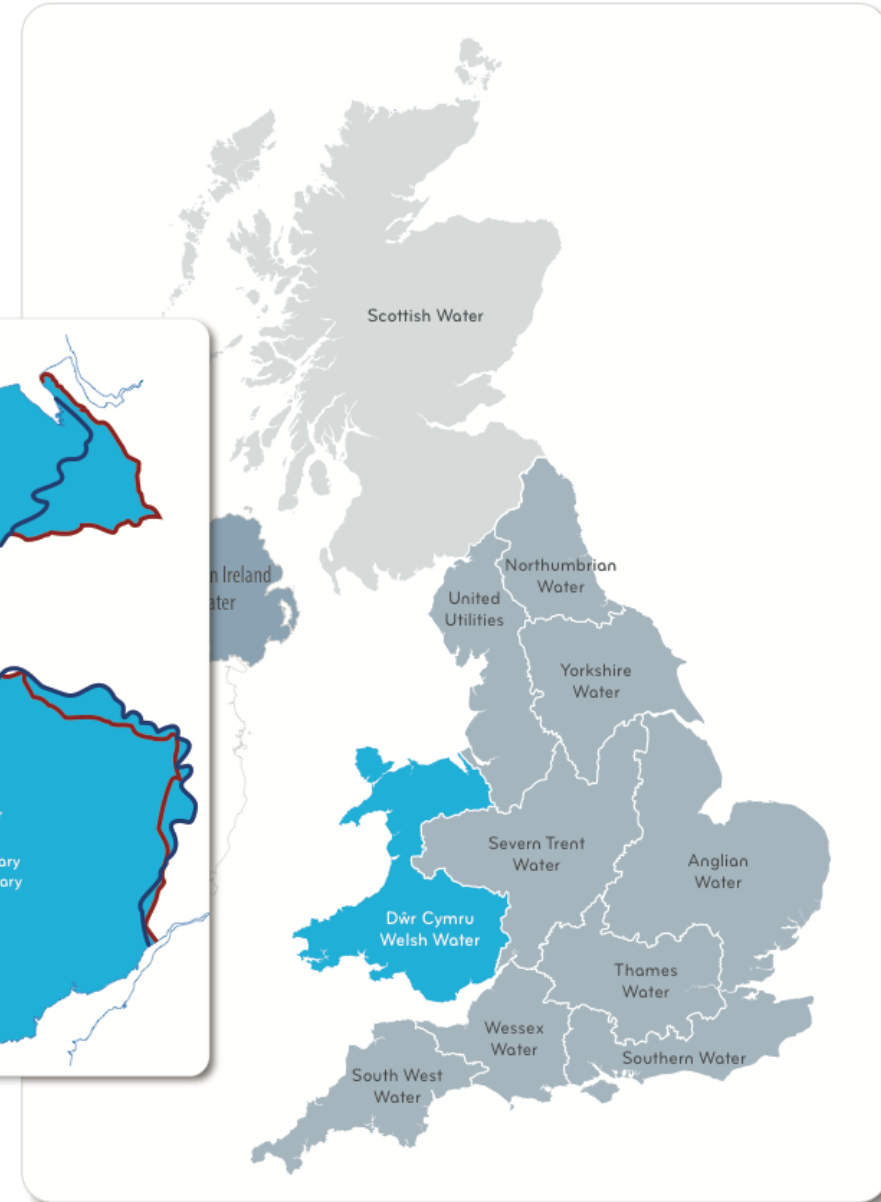 Scottish Water
Ireland
Northumbrian
Water
United
Utilities
Yorkshire
Water
Severn Trent
Water
Anglian
Water
Dŵr Cymru
Welsh Water
Thames
Water
Wessex
Water
Southern Water
South West
Water